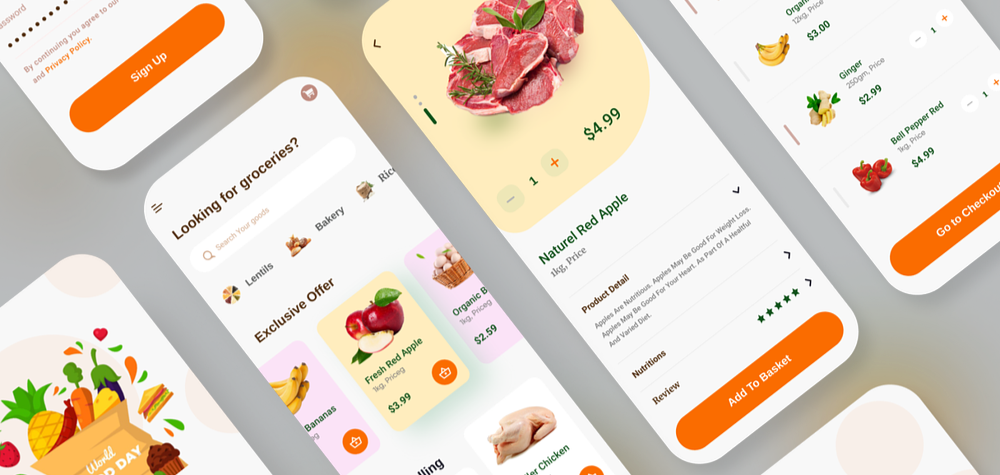 assword
By continuing you agree to our
and Privacy Policy.
Sign Up
World
D DAY
Looking for groceries?
Search Your goods
Lentils
Bakery
Rice
Exclusive Offer
Bananas
Fresh Red Apple
1kg, Priceg
$3.99
Organic B
1kg, Priceg
$2.59
lling
ler Chicken
$4.99
1
Naturel Red Apple
1kg, Price
Product Detail
Apples Are Nutritious. Apples May Be Good For Weight Loss,
Apples May Be Good For Your Heart. As Part Of A Healtful
And Varied Diet.
Nutritions
Review
Add To Basket
Organ
12kg, Price
$3.00
1
Ginger
250gm, Price
$2.99
1
Bell Pepper Red
1kg, Price
$4.99
Go to Checkou